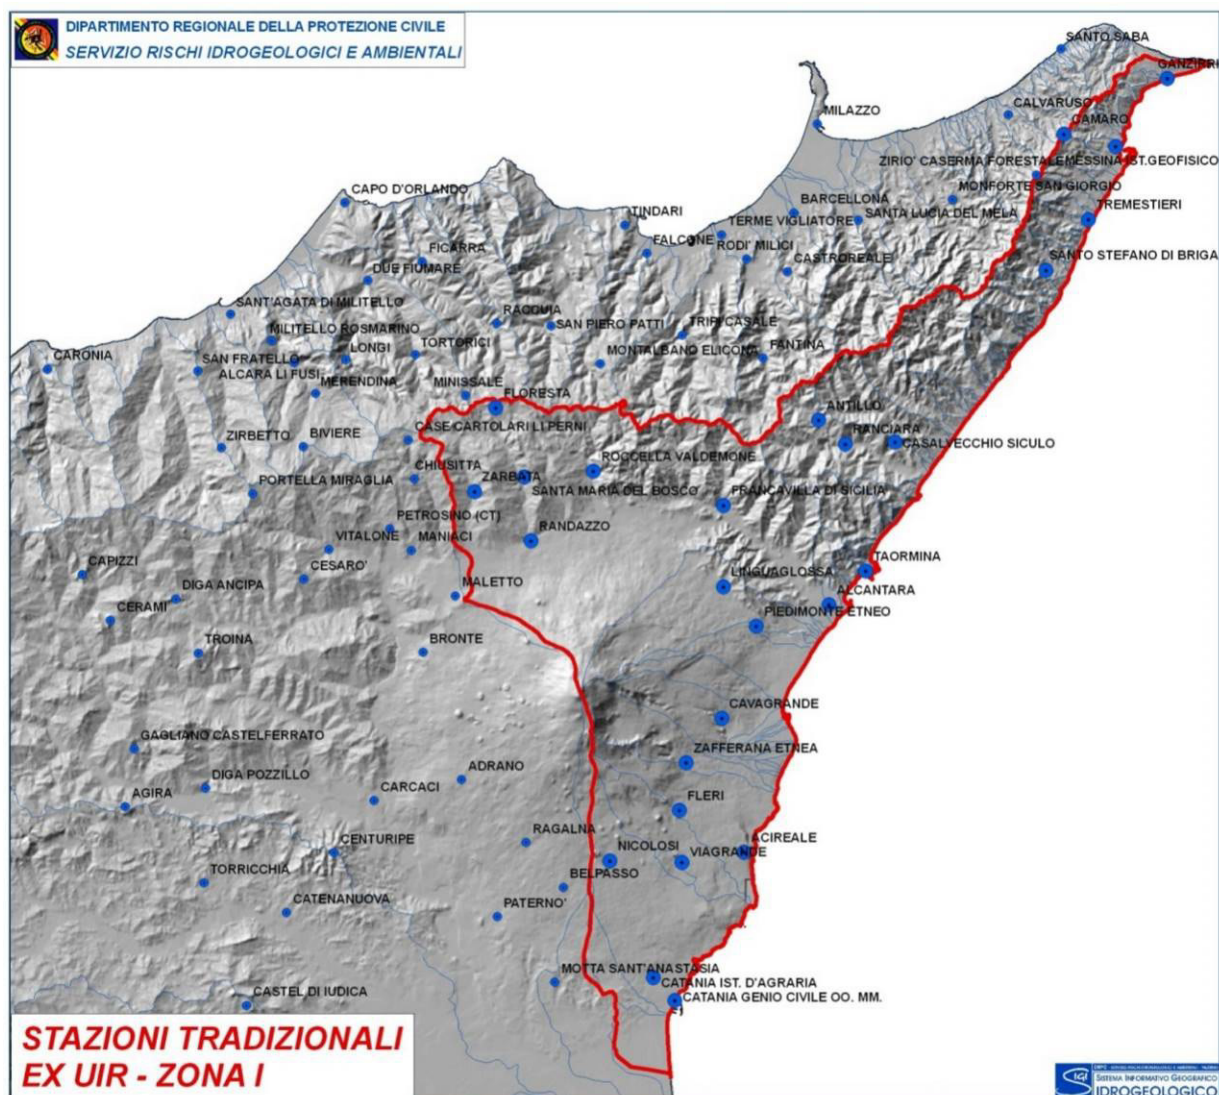 DIPARTIMENTO REGIONALE DELLA PROTEZIONE CIVILE
SERVIZIO RISCHI IDROGEOLOGICI E AMBIENTALI
SANTO SABA
GANZIRRI
MILAZZO
CALVARUSO
CAMARO
ZIRIO' CASERMA FORESTALE
MESSINA IST.GEOFISICO
MONFORTE SAN GIORGIO
CAPO D'ORLANDO
BARCELLONA
TINDARI
TERME VIGLIATORE
SANTA LUCIA DEL MELA
TREMESTIERI
FICARRA
FALCONE
RODI' MILICI
CASTROREALE
SANTO STEFANO DI BRIGA
DUE FIUMARE
SANT'AGATA DI MILITELLO
RACCUIA
SAN PIERO PATTI
TRIPI CASALE
MILITELLO ROSMARINO
CARONIA
SAN FRATELLO
LONGI
TORTORICI
MONTALBANO ELICONA
FANTINA
ALCARA LI FUSI
MERENDINA
MINISSALE
FLORESTA
ANTILLO
ZIRBETTO
BIVIERE
CASE CARTOLARI LI PERNI
RANCIARA
CASALVECCHIO SICULO
ROCCELLA VALDEMONE
CHIUSITTA
PORTELLA MIRAGLIA
ZARBATA
SANTA MARIA DEL BOSCO
FRANCAVILLA DI SICILIA
PETROSINO (CT)
RANDAZZO
VITALONE
MANIACI
CAPIZZI
CESARO'
TAORMINA
DIGA ANCIPA
MALETTO
LINGUAGLOSSA
ALCANTARA
CERAMI
PIEDIMONTE ETNEO
TROINA
BRONTE
CAVAGRANDE
GAGLIANO CASTELFERRATO
ZAFFERANA ETNEA
DIGA POZZILLO
ADRANO
AGIRA
CARCACI
FLERI
CENTURIPE
RAGALNA
NICOLOSI
VIAGRANDE
ACIREALE
TORRICCHIA
BELPASSO
CATENANUOVA
PATERNO'
MOTTA SANT'ANASTASIA
CATANIA IST. D'AGRARIA
CASTEL DI IUDICA
CATANIA GENIO CIVILE OO. MM.
STAZIONI TRADIZIONALI
EX UIR - ZONA I
SIGI
SISTEMA INFORMATIVO GEOGRAFICO
IDROGEOLOGICO